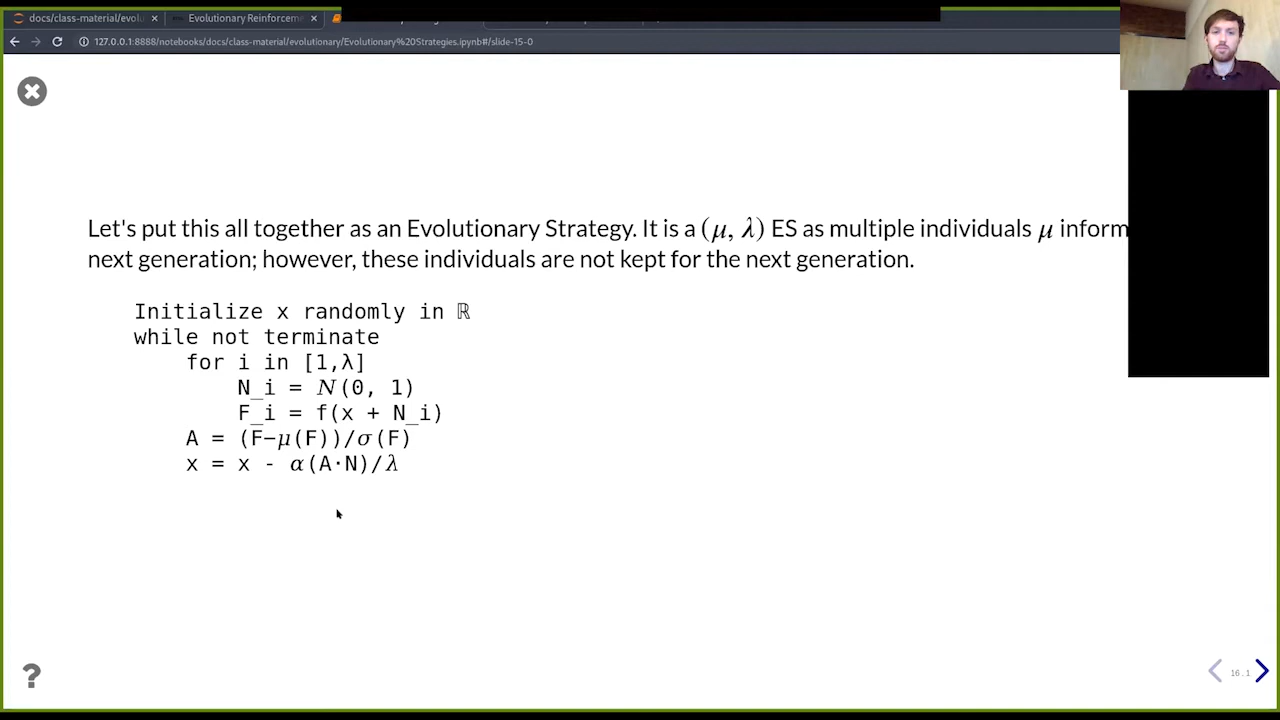 docs/class-material/evolu
Evolutionary Reinforcem
127.0.0.1:8888/notebooks/docs/class-material/evolutionary/Evolutionary%20Strategies.ipynb#/slide-15-0
Let's put this all together as an Evolutionary Strategy. It is a (μ, λ) ES as multiple individuals μ inform
next generation; however, these individuals are not kept for the next generation.
Initialize x randomly in ℝ
while not terminate
for i in [1,λ]
N_i = N(0, 1)
F_i = f(x + N_i)
A = (F−μ(F))/σ(F)
x = x - α(A·N)/λ
?
16.1